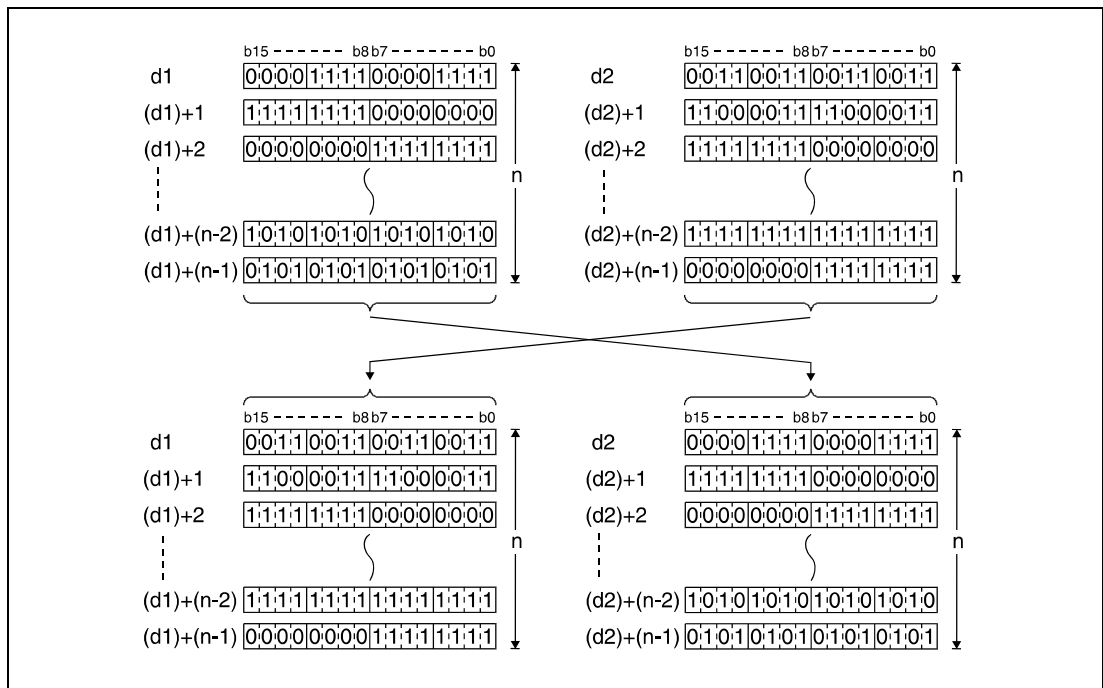 b15 b8 b7 b0
d1 0000111100001111
(d1)+1 1111111100000000
(d1)+2 0000000011111111
(d1)+(n-2) 1010101010101010
(d1)+(n-1) 0101010101010101
n
b15 b8 b7 b0
d2 0011001100110011
(d2)+1 1100001111000011
(d2)+2 1111111100000000
(d2)+(n-2) 1111111111111111
(d2)+(n-1) 0000000011111111
n
b15 b8 b7 b0
d1 0011001100110011
(d1)+1 1100001111000011
(d1)+2 1111111100000000
(d1)+(n-2) 1111111111111111
(d1)+(n-1) 0000000011111111
n
b15 b8 b7 b0
d2 0000111100001111
(d2)+1 1111111100000000
(d2)+2 0000000011111111
(d2)+(n-2) 1010101010101010
(d2)+(n-1) 0101010101010101
n